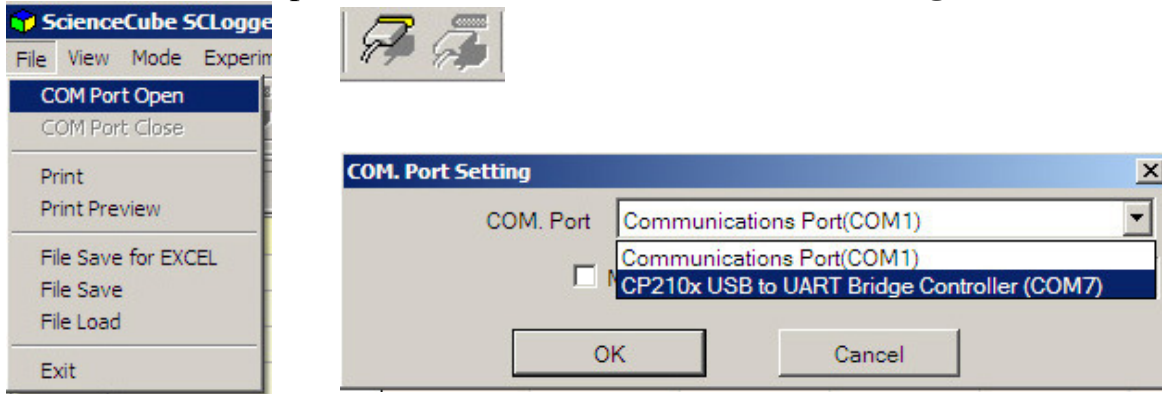 ScienceCube SCLogge
File View Mode Experim
COM Port Open
COM Port Close
Print
Print Preview
File Save for EXCEL
File Save
File Load
Exit
COM. Port Setting
COM. Port Communications Port(COM1)
Communications Port(COM1)
CP210x USB to UART Bridge Controller (COM7)
OK Cancel